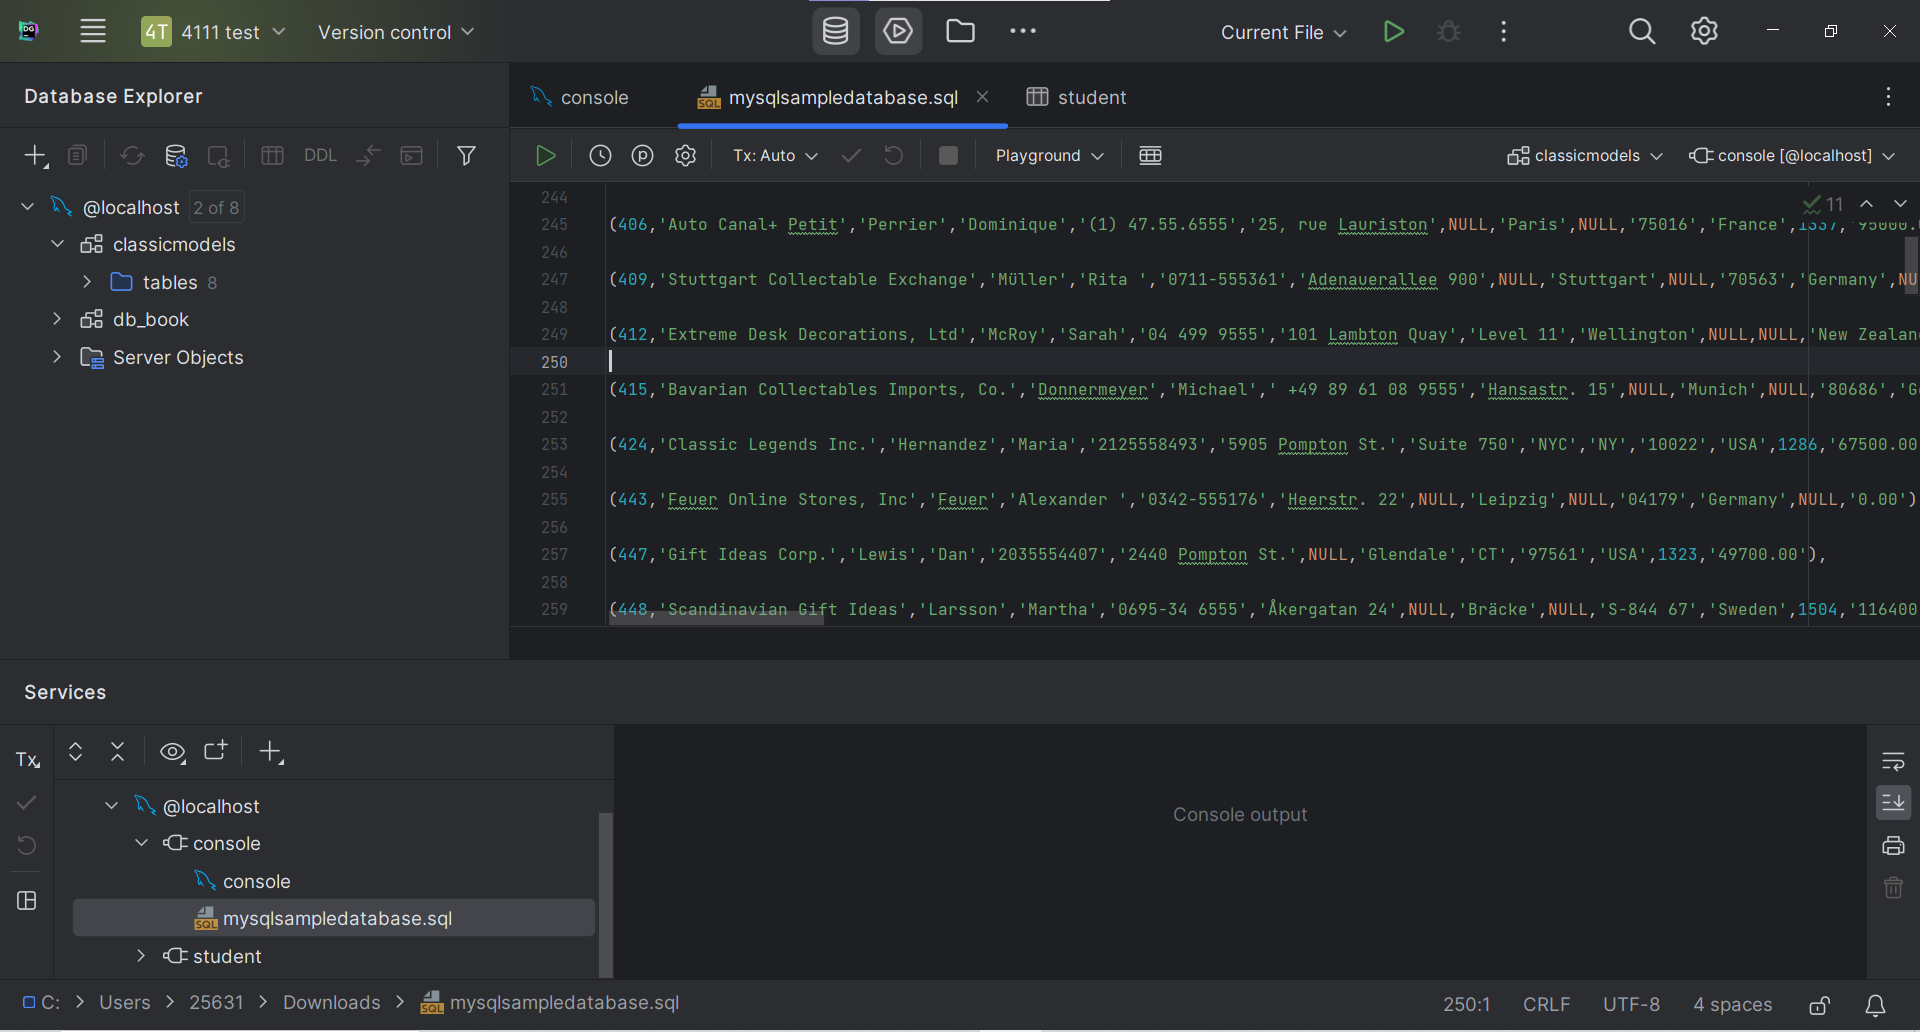 4T 4111 test Version control Current File
Database Explorer
console mysqlsampledatabase.sql student
DDL
Tx: Auto Playground classicmodels console [@localhost]
@localhost 2 of 8
classicmodels
tables 8
db_book
Server Objects
11
244
245 (406,'Auto Canal+ Petit','Perrier','Dominique','(1) 47.55.6555','25, rue Lauriston',NULL,'Paris',NULL,'75016','France',1337,'95000.
246
247 (409,'Stuttgart Collectable Exchange','Müller','Rita ','0711-555361','Adenauerallee 900',NULL,'Stuttgart',NULL,'70563','Germany',NU
248
249 (412,'Extreme Desk Decorations, Ltd','McRoy','Sarah','04 499 9555','101 Lambton Quay','Level 11','Wellington',NULL,NULL,'New Zealan
250
251 (415,'Bavarian Collectables Imports, Co.','Donnermeyer','Michael',' +49 89 61 08 9555','Hansastr. 15',NULL,'Munich',NULL,'80686','G
252
253 (424,'Classic Legends Inc.','Hernandez','Maria','2125558493','5905 Pompton St.','Suite 750','NYC','NY','10022','USA',1286,'67500.00
254
255 (443,'Feuer Online Stores, Inc','Feuer','Alexander ','0342-555176','Heerstr. 22',NULL,'Leipzig',NULL,'04179','Germany',NULL,'0.00')
256
257 (447,'Gift Ideas Corp.','Lewis','Dan','2035554407','2440 Pompton St.',NULL,'Glendale','CT','97561','USA',1323,'49700.00'),
258
259 (448,'Scandinavian Gift Ideas','Larsson','Martha','0695-34 6555','Åkergatan 24',NULL,'Bräcke',NULL,'S-844 67','Sweden',1504,'116400
Services
Tx
@localhost
console
console
mysqlsampledatabase.sql
student
Console output
C: Users 25631 Downloads mysqlsampledatabase.sql
250:1 CRLF UTF-8 4 spaces